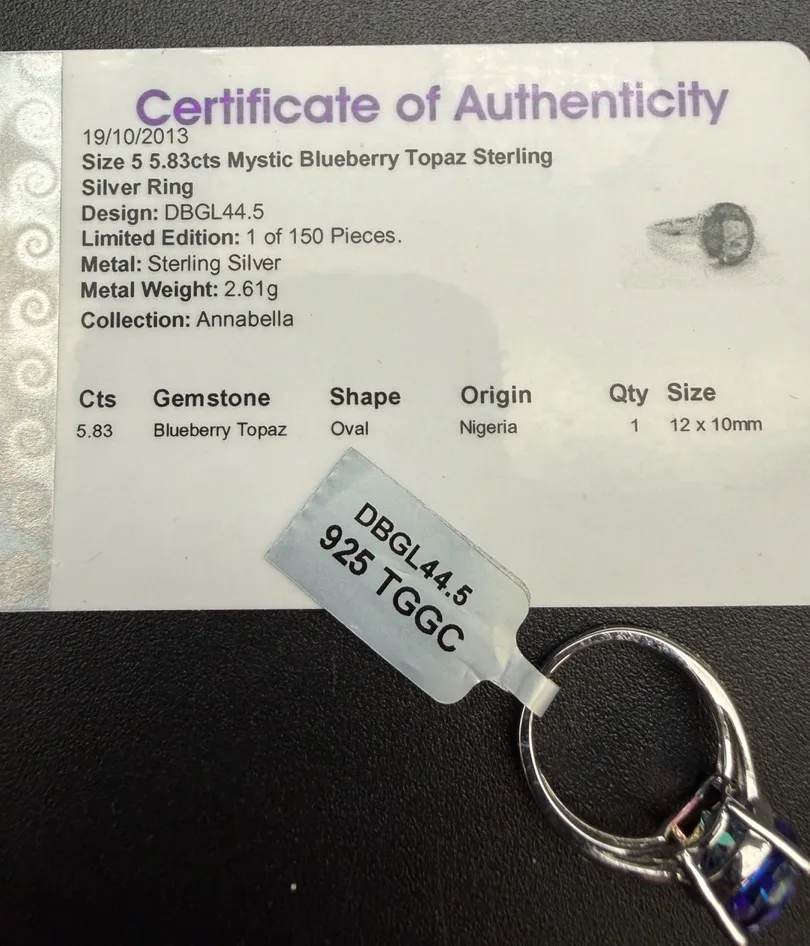 Certificate of Authenticity
19/10/2013
Size 5 5.83cts Mystic Blueberry Topaz Sterling
Silver Ring
Design: DBGL44.5
Limited Edition: 1 of 150 Pieces.
Metal: Sterling Silver
Metal Weight: 2.61g
Collection: Annabella
Cts Gemstone Shape Origin Qty Size
5.83 Blueberry Topaz Oval Nigeria 1 12 x 10mm
DBGL44.5
925 TGGC